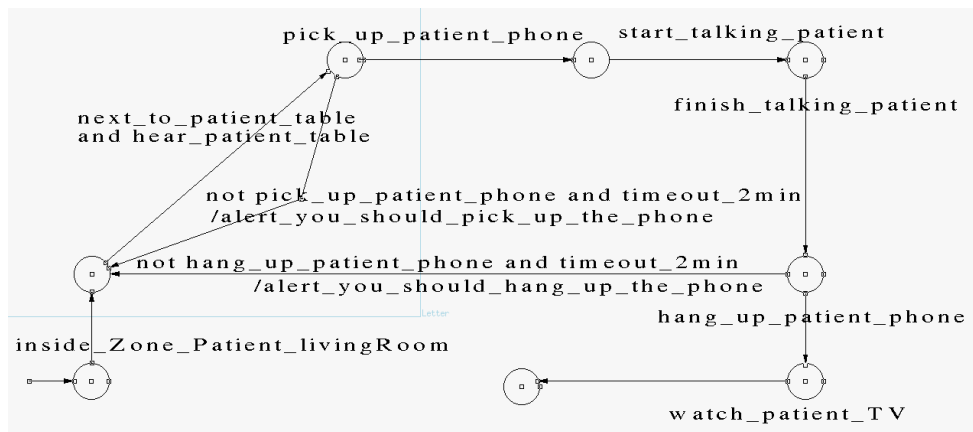 pick_up_patient_phone
start_talking_patient
finish_talking_patient
next_to_patient_table
and hear_patient_table
not pick_up_patient_phone and timeout_2min
/alert_you_should_pick_up_the_phone
not hang_up_patient_phone and timeout_2min
/alert_you_should_hang_up_the_phone
Letter
hang_up_patient_phone
inside_Zone_Patient_livingRoom
watch_patient_TV